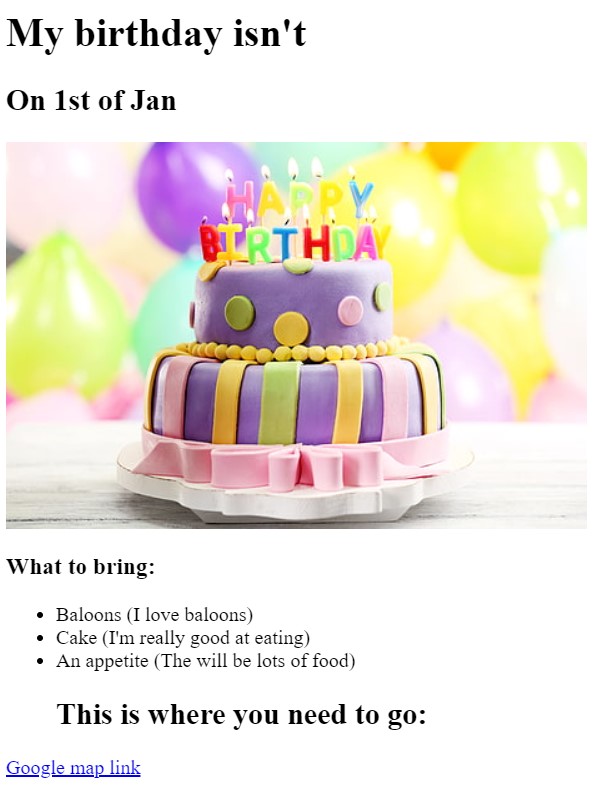 My birthday isn't
On 1st of Jan
HAPPY
BIRTHDAY
What to bring:
Baloons (I love baloons)
Cake (I'm really good at eating)
An appetite (The will be lots of food)
This is where you need to go:
Google map link